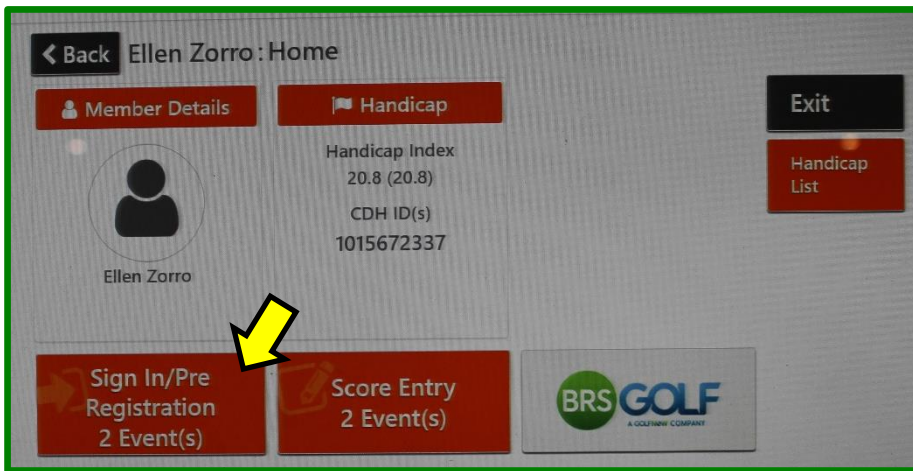 Back Ellen Zorro: Home
Member Details
Handicap
Exit
Handicap
List
Handicap Index
20.8 (20.8)
CDH ID(s)
1015672337
Ellen Zorro
Sign In/Pre
Registration
2 Event(s)
Score Entry
2 Event(s)
BRS GOLF
A GOLFNOW COMPANY